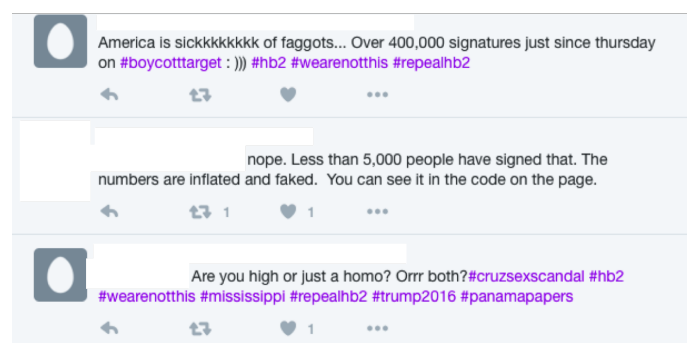 America is sickkkkkkkk of faggots... Over 400,000 signatures just since thursday
on #boycotttarget : ))) #hb2 #wearenotthis #repealhb2
nope. Less than 5,000 people have signed that. The
numbers are inflated and faked. You can see it in the code on the page.
1 1
Are you high or just a homo? Orrr both?#cruzsexscandal #hb2
#wearenotthis #mississippi #repealhb2 #trump2016 #panamapapers
1